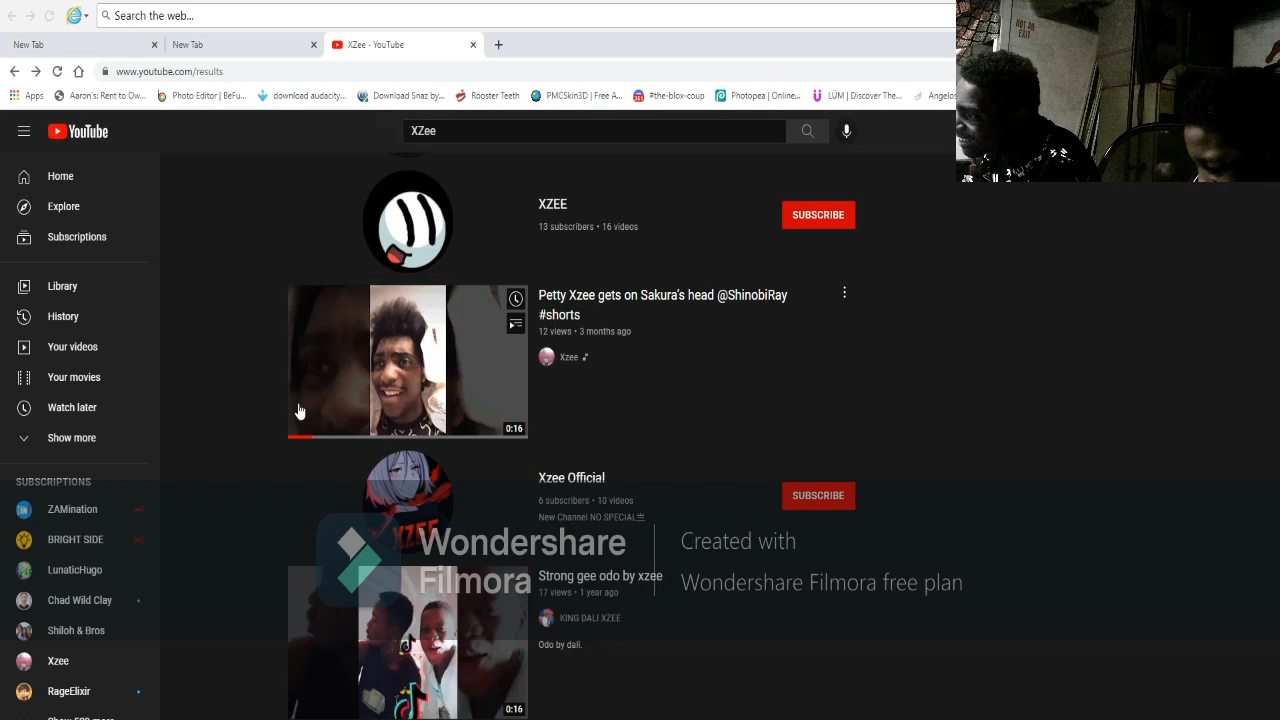 Search the web...
New Tab
New Tab
XZee - YouTube
www.youtube.com/results
Apps
Aaron's: Rent to Ow...
Photo Editor | BeFu...
download audacity...
Download Snaz by...
Rooster Teeth
PMCSkin3D | Free A...
#the-blox-coup
Photopea | Online...
LÜM | Discover The...
Angelos
NOT AN
EXIT
YouTube
XZee
Home
Explore
Subscriptions
Library
History
Your videos
Your movies
Watch later
Show more
SUBSCRIPTIONS
ZAMination
BRIGHT SIDE
LunaticHugo
Chad Wild Clay
Shiloh & Bros
Xzee
RageElixir
XZEE
13 subscribers • 16 videos
SUBSCRIBE
Petty Xzee gets on Sakura's head @ShinobiRay
#shorts
12 views • 3 months ago
Xzee
0:16
Xzee Official
6 subscribers • 10 videos
New Channel NO SPECIAL
SUBSCRIBE
XZEE
Wondershare
Filmora
Created with
Wondershare Filmora free plan
Strong gee odo by xzee
17 views • 1 year ago
KING DALI XZEE
Odo by dali.
0:16